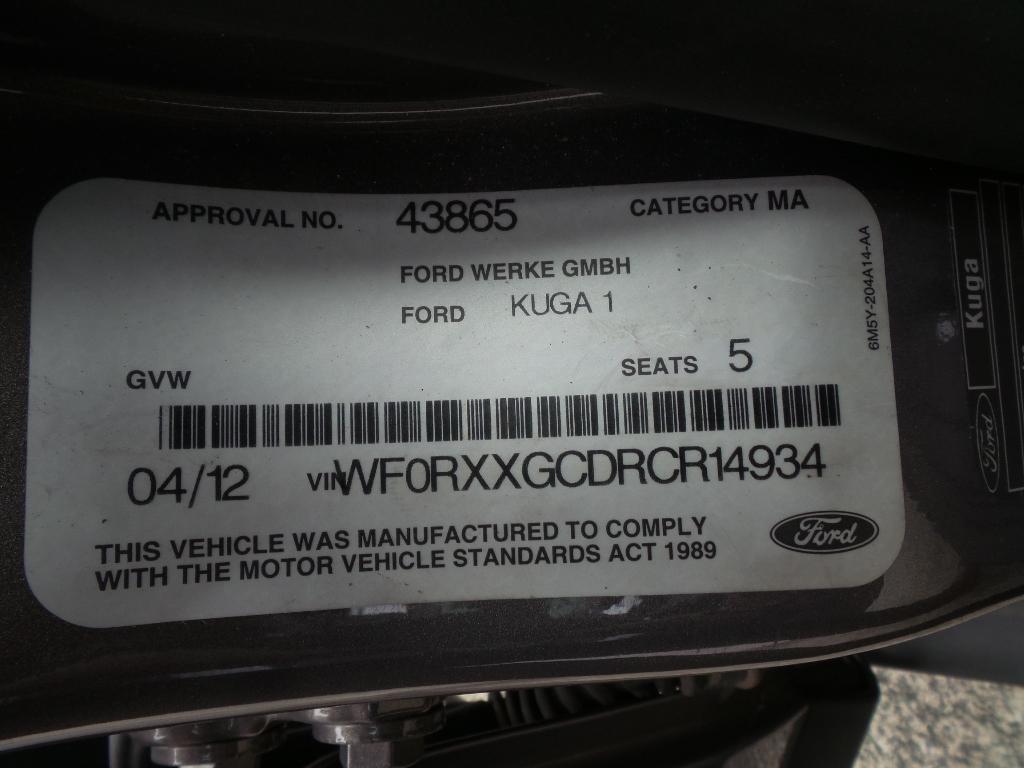 APPROVAL NO. 43865 CATEGORY MA
FORD WERKE GMBH
FORD KUGA 1
6M5Y-204A14-AA
GVW SEATS 5
04/12 VIN WF0RXXGCDRCR14934
THIS VEHICLE WAS MANUFACTURED TO COMPLY
WITH THE MOTOR VEHICLE STANDARDS ACT 1989
Ford
Kuga
Ford